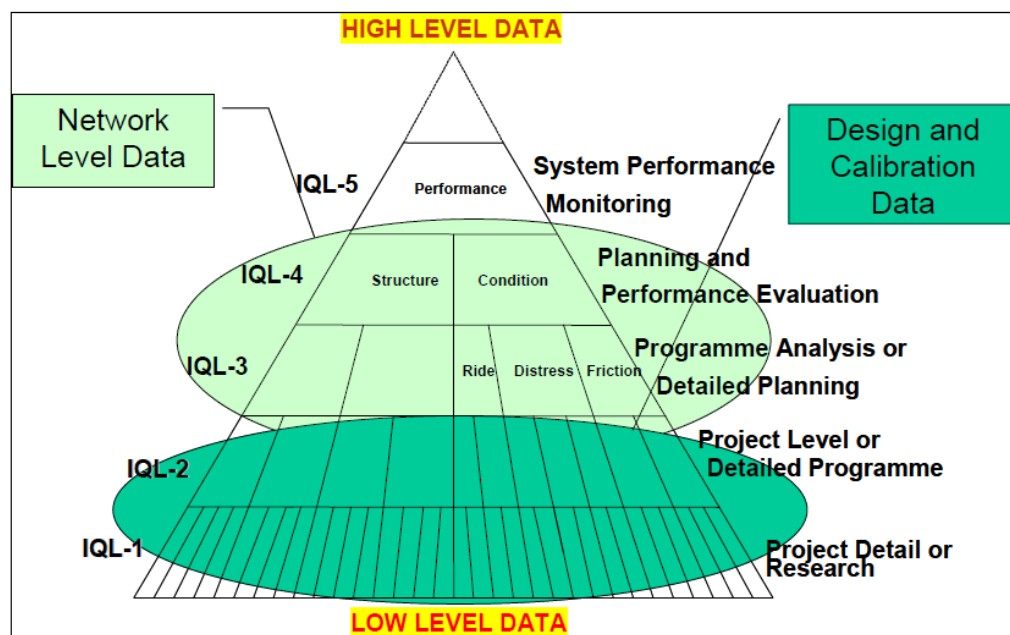 HIGH LEVEL DATA
Network
Level Data
Design and
Calibration
Data
IQL-5
Performance
System Performance
Monitoring
IQL-4
Structure
Condition
Planning and
Performance Evaluation
IQL-3
Ride
Distress
Friction
Programme Analysis or
Detailed Planning
IQL-2
Project Level or
Detailed Programme
IQL-1
Project Detail or
Research
LOW LEVEL DATA